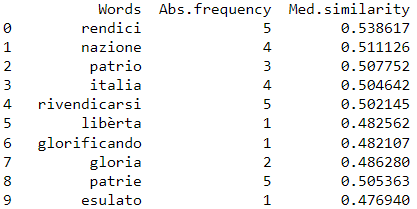 Words Abs.frequency Med.similarity
0 rendici 5 0.538617
1 nazione 4 0.511126
2 patrio 3 0.507752
3 italia 4 0.504642
4 rivendicarsi 5 0.502145
5 libèrta 1 0.482562
6 glorificando 1 0.482107
7 gloria 2 0.486280
8 patrie 5 0.505363
9 esulato 1 0.476940